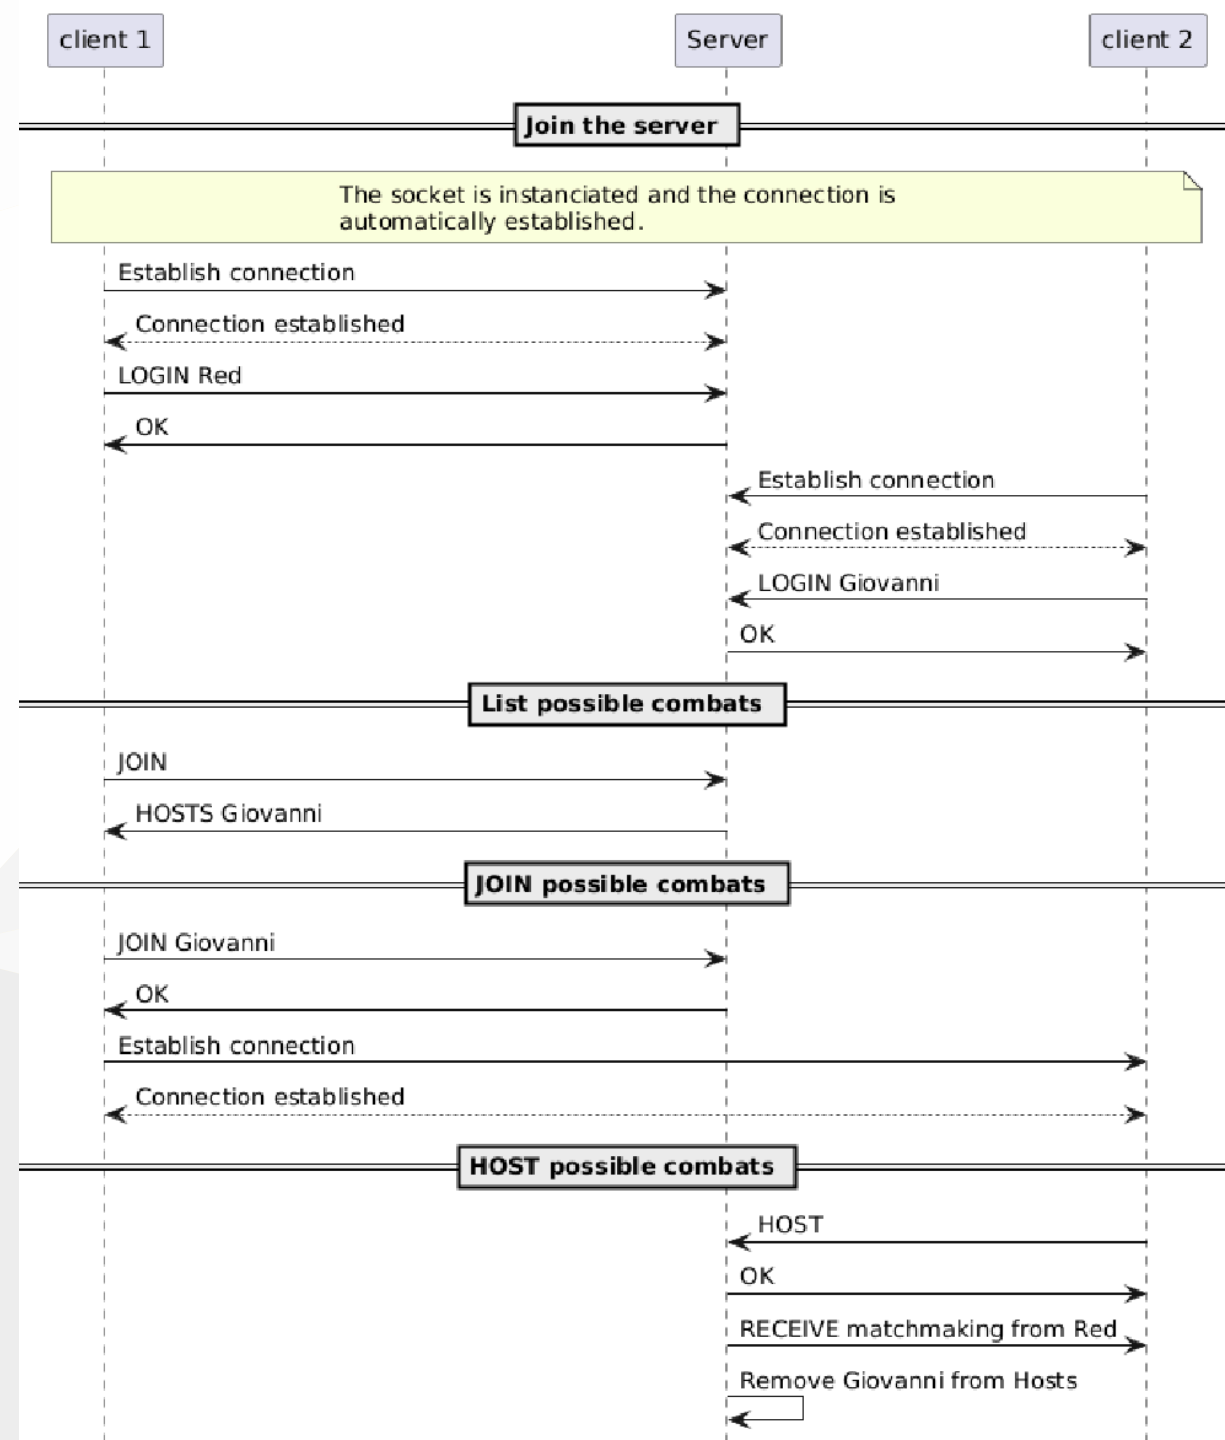 client 1
Server
client 2
Join the server
The socket is instanciated and the connection is
automatically established.
Establish connection
Connection established
LOGIN Red
OK
Establish connection
Connection established
LOGIN Giovanni
OK
List possible combats
JOIN
HOSTS Giovanni
JOIN possible combats
JOIN Giovanni
OK
Establish connection
Connection established
HOST possible combats
HOST
OK
RECEIVE matchmaking from Red
Remove Giovanni from Hosts